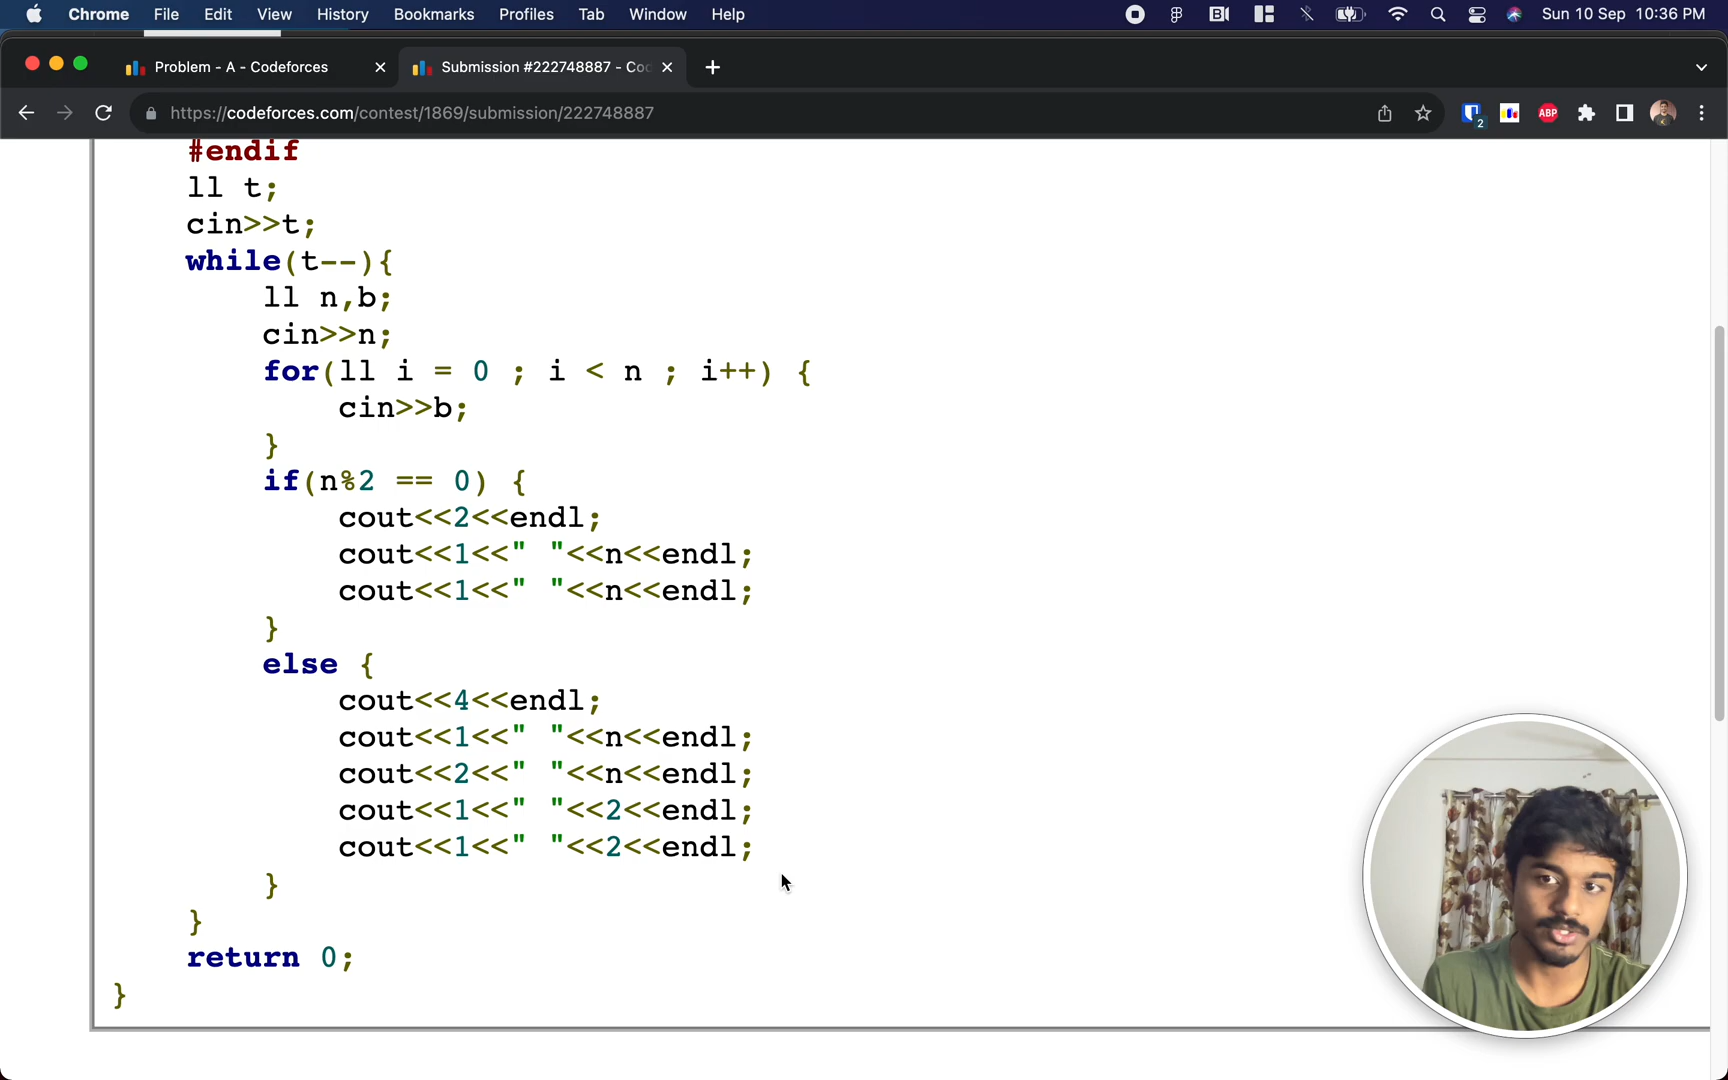 Chrome File Edit View History Bookmarks Profiles Tab Window Help Sun 10 Sep 10:36 PM
Problem - A - Codeforces Submission #222748887 - Coc
https://codeforces.com/contest/1869/submission/222748887 2 ABP
#endif
ll t;
cin>>t;
while(t--){
ll n,b;
cin>>n;
for(ll i = 0 ; i < n ; i++) {
cin>>b;
}
if(n%2 == 0) {
cout<<2<<endl;
cout<<1<<" "<<n<<endl;
cout<<1<<" "<<n<<endl;
}
else {
cout<<4<<endl;
cout<<1<<" "<<n<<endl;
cout<<2<<" "<<n<<endl;
cout<<1<<" "<<2<<endl;
cout<<1<<" "<<2<<endl;
}
}
return 0;
}